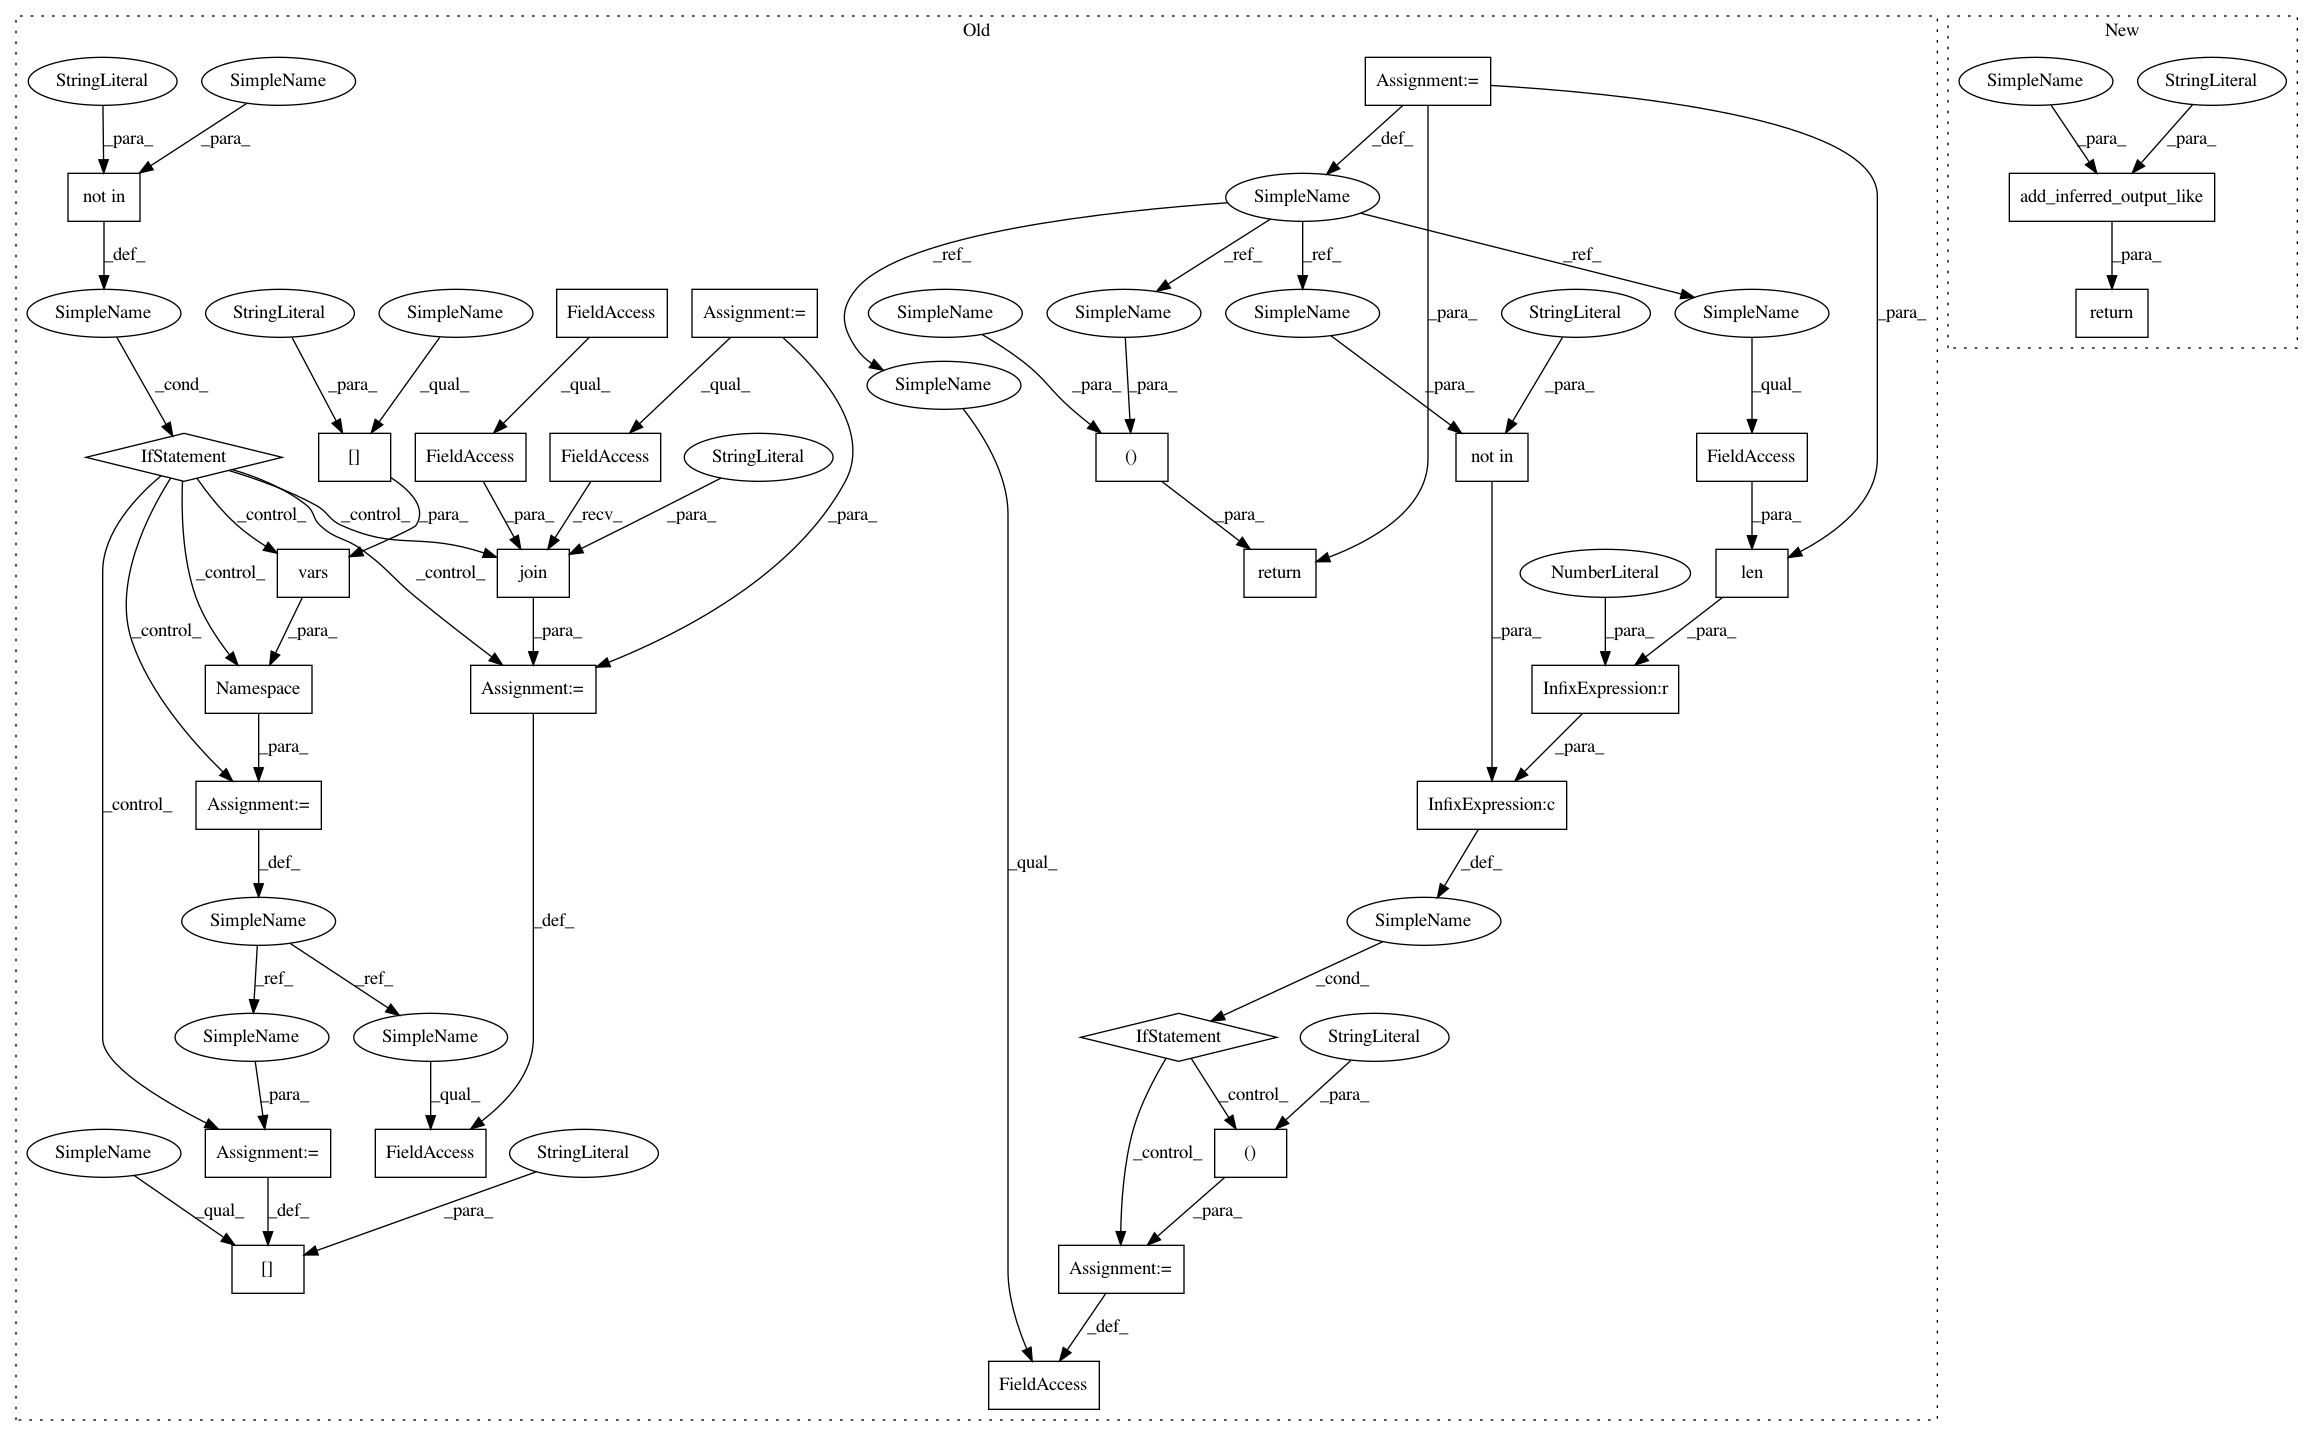 Old
New
StringLiteral
SimpleName
Assignment:=
SimpleName
StringLiteral
_para_
_para_
_def_
_para_
_para_
not in
SimpleName
add_inferred_output_like
_def_
_ref_
_ref_
_ref_
_ref_
_para_
SimpleName
StringLiteral
SimpleName
FieldAccess
Assignment:=
SimpleName
SimpleName
SimpleName
StringLiteral
SimpleName
_para_
_para_
return
_cond_
_para_
_qual_
_qual_
_qual_
SimpleName
_para_
_para_
_para_
_para_
_qual_
IfStatement
[]
FieldAccess
FieldAccess
StringLiteral
()
not in
FieldAccess
_control_
_control_
_para_
_para_
_recv_
_para_
_para_
_para_
_para_
vars
join
return
NumberLiteral
len
_control_
_control_
_control_
_para_
_para_
_para_
_para_
_para_
Namespace
Assignment:=
InfixExpression:r
_para_
_para_
_control_
Assignment:=
InfixExpression:c
_def_
_qual_
_def_
SimpleName
_def_
SimpleName
_ref_
_ref_
_cond_
SimpleName
SimpleName
IfStatement
StringLiteral
_para_
_qual_
_control_
_para_
SimpleName
Assignment:=
FieldAccess
StringLiteral
_control_
()
_qual_
_def_
_para_
_para_
[]
Assignment:=
_def_
FieldAccess